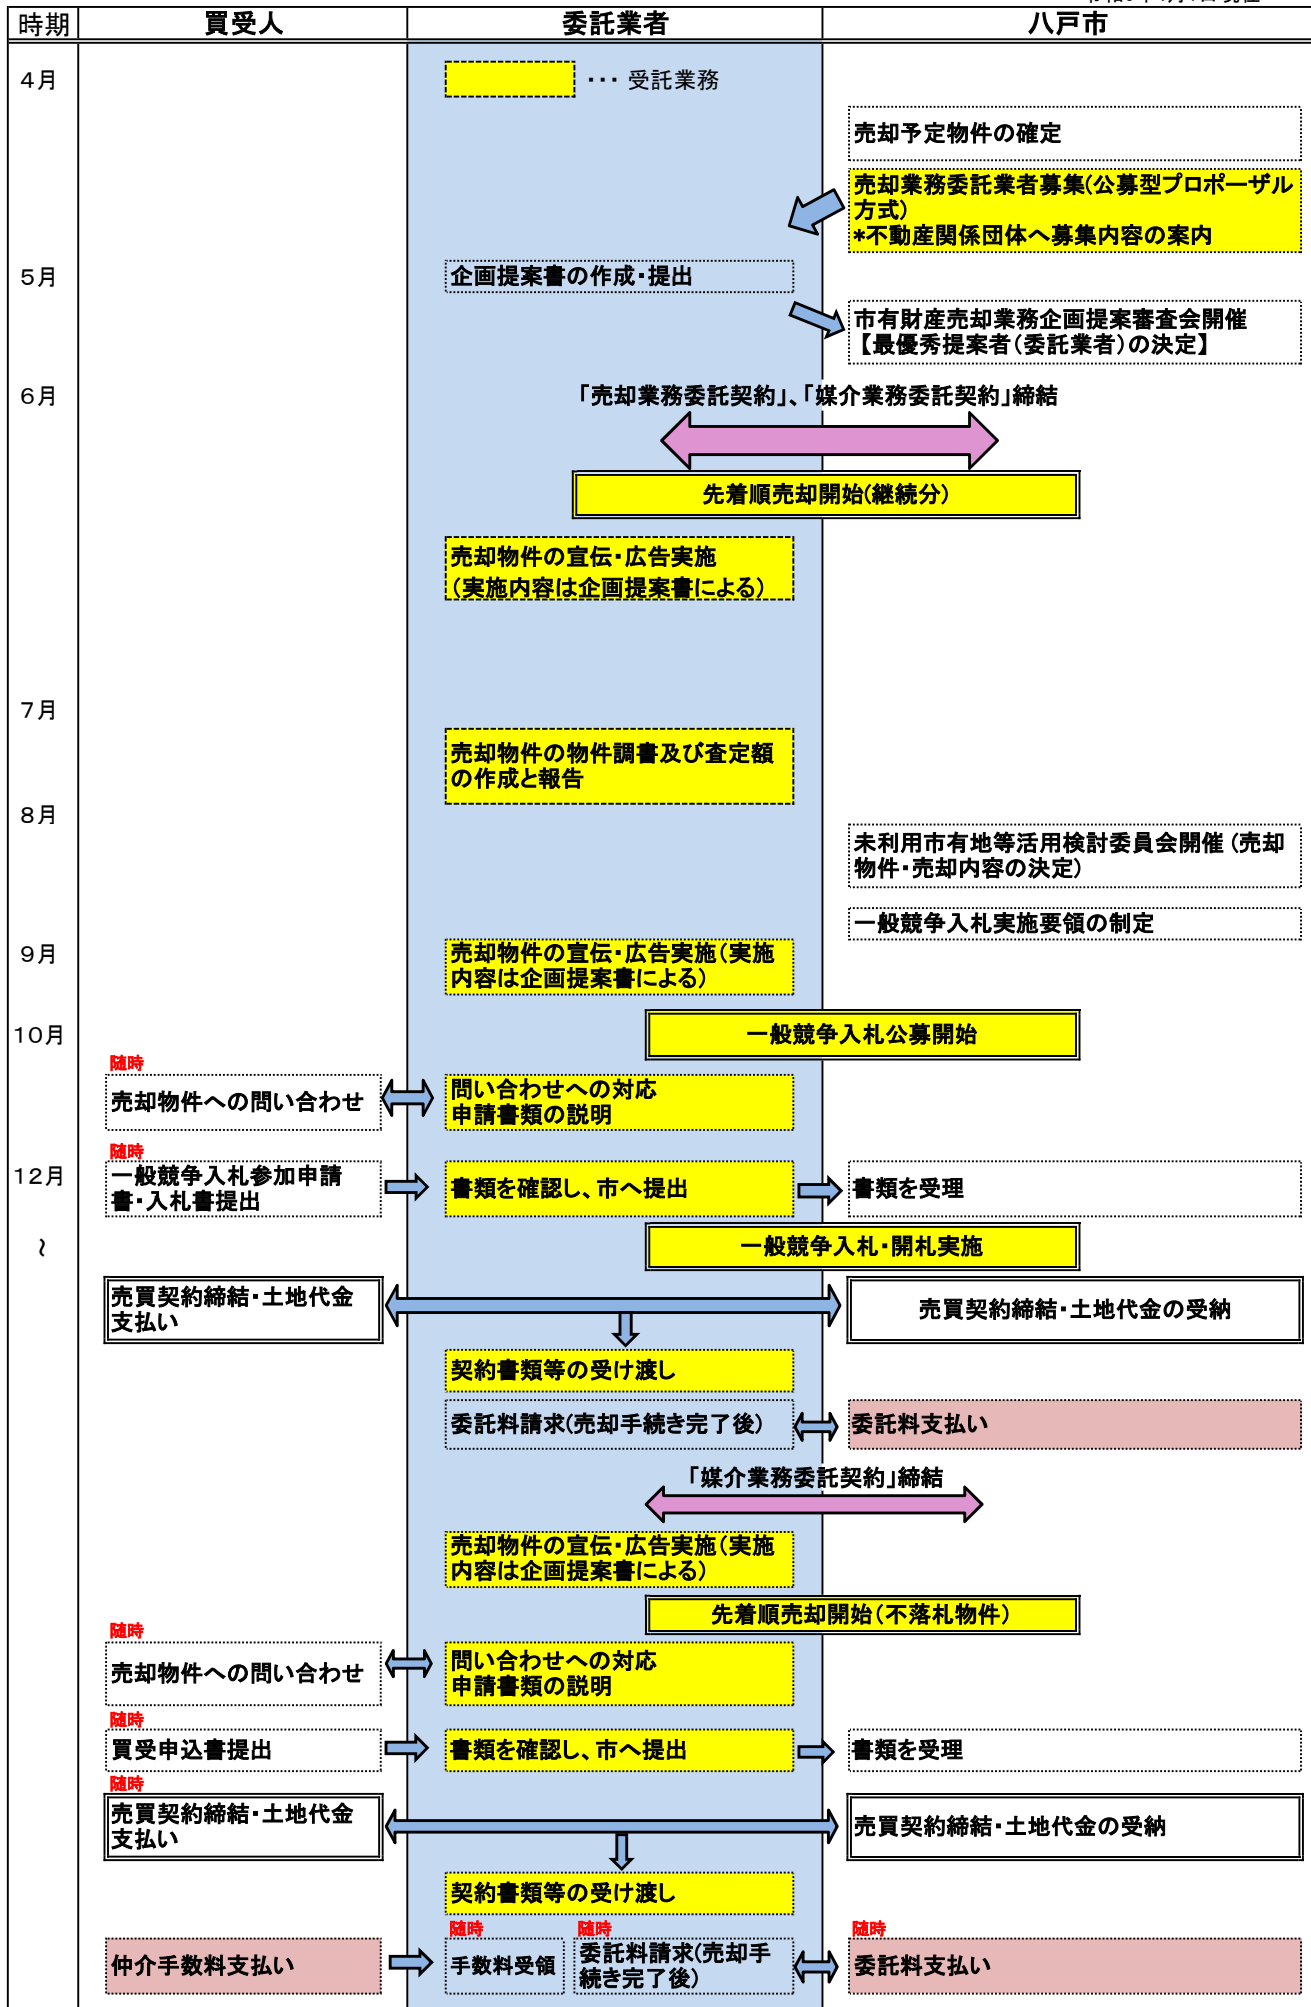 時期
買受人
委託業者
八戸市
4月
・・・ 受託業務
売却予定物件の確定
売却業務委託業者募集(公募型プロポーザル
方式)
*不動産関係団体へ募集内容の案内
5月
企画提案書の作成・提出
市有財産売却業務企画提案審査会開催
【最優秀提案者(委託業者)の決定】
6月
「売却業務委託契約」、「媒介業務委託契約」締結
先着順売却開始(継続分)
売却物件の宣伝・広告実施
(実施内容は企画提案書による)
7月
売却物件の物件調書及び査定額
の作成と報告
8月
未利用市有地等活用検討委員会開催(売却
物件・売却内容の決定)
一般競争入札実施要領の制定
9月
売却物件の宣伝・広告実施(実施
内容は企画提案書による)
10月
一般競争入札公募開始
随時
売却物件への問い合わせ
問い合わせへの対応
申請書類の説明
随時
12月
一般競争入札参加申請
書・入札書提出
書類を確認し、市へ提出
書類を受理
~
一般競争入札・開札実施
売買契約締結・土地代金
支払い
売買契約締結・土地代金の受納
契約書類等の受け渡し
委託料請求(売却手続き完了後)
委託料支払い
「媒介業務委託契約」締結
売却物件の宣伝・広告実施(実施
内容は企画提案書による)
先着順売却開始(不落札物件)
随時
売却物件への問い合わせ
問い合わせへの対応
申請書類の説明
随時
買受申込書提出
書類を確認し、市へ提出
書類を受理
随時
売買契約締結・土地代金
支払い
売買契約締結・土地代金の受納
契約書類等の受け渡し
随時
随時
随時
仲介手数料支払い
手数料受領
委託料請求(売却手
続き完了後)
委託料支払い